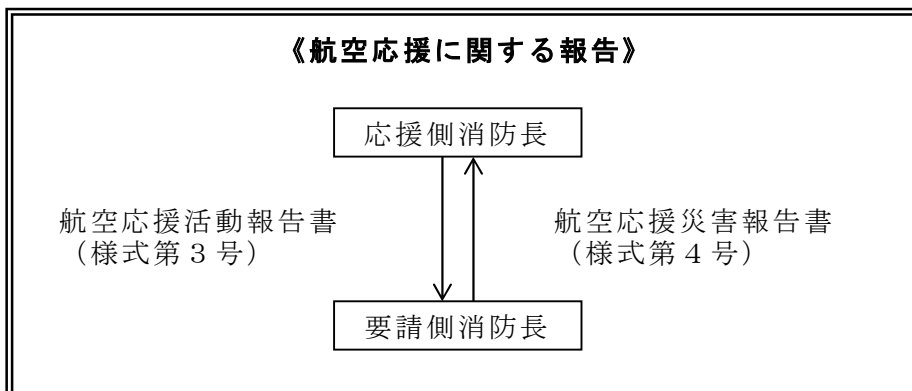 《航空応援に関する報告》
応援側消防長
航空応援活動報告書
（様式第３号）
航空応援災害報告書
（様式第４号）
要請側消防長